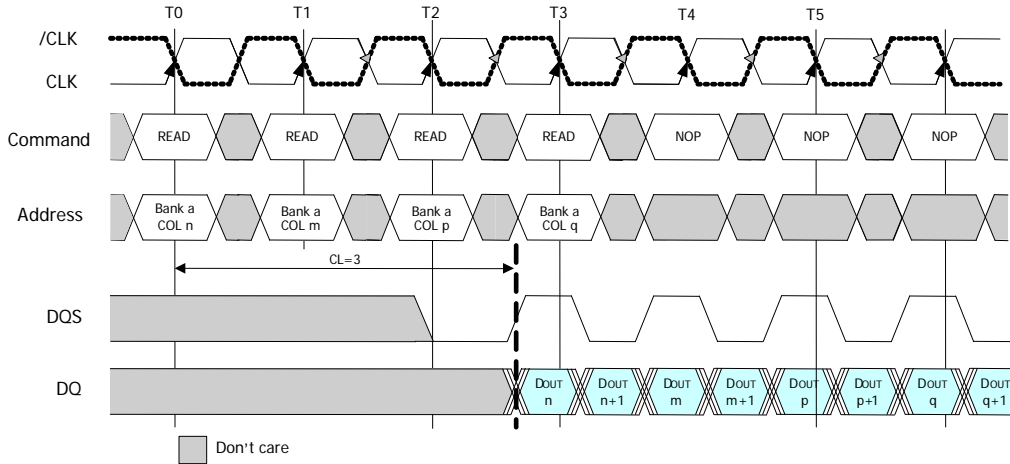 T0 T1 T2 T3 T4 T5
/CLK
CLK
Command READ READ READ READ NOP NOP NOP
Address
Bank a Bank a Bank a Bank a
COL n COL m COL p COL q
CL=3
DQS
DQ
DOUT DOUT DOUT DOUT DOUT DOUT DOUT DOUT
n n+1 m m+1 p p+1 q q+1
Don't care